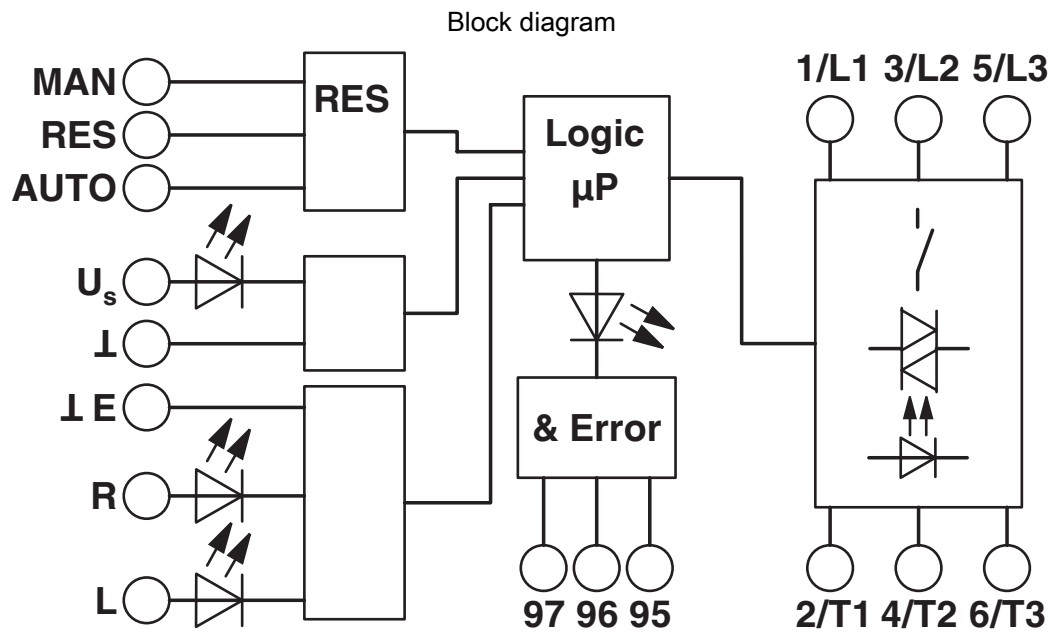 Block diagram
MAN
RES
AUTO
RES
Us
⊥
⊥ E
R
L
Logic
µP
& Error
97 96 95
1/L1 3/L2 5/L3
2/T1 4/T2 6/T3